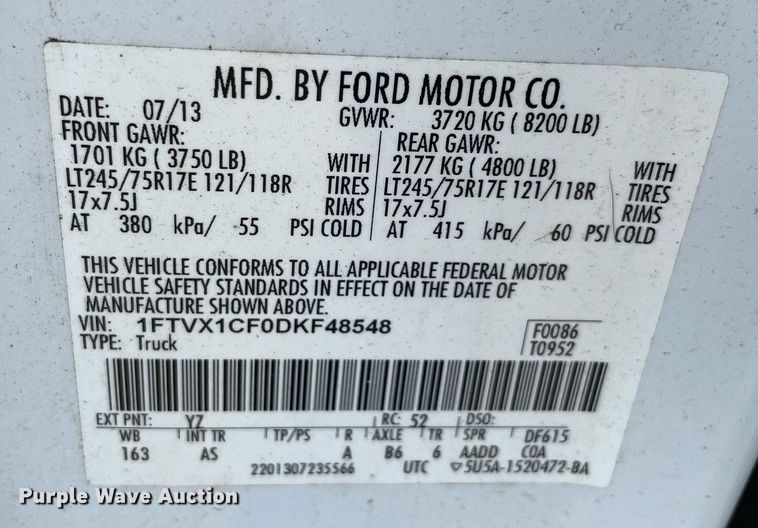 MFD. BY FORD MOTOR CO.
DATE: 07/13 GVWR: 3720 KG ( 8200 LB)
FRONT GAWR: REAR GAWR:
1701 KG ( 3750 LB) WITH 2177 KG ( 4800 LB) WITH
LT245/75R17E 121/118R TIRES LT245/75R17E 121/118R TIRES
17x7.5J RIMS 17x7.5J RIMS
AT 380 kPa/ 55 PSI COLD AT 415 kPa/ 60 PSI COLD
THIS VEHICLE CONFORMS TO ALL APPLICABLE FEDERAL MOTOR
VEHICLE SAFETY STANDARDS IN EFFECT ON THE DATE OF
MANUFACTURE SHOWN ABOVE.
VIN: 1FTVX1CF0DKF48548 F0086
TYPE: Truck T0952
EXT PNT: YZ RC: 52 DSO:
WB INT TR TP/PS R AXLE TR SPR DF615
163 AS A B6 6 AADD COA
2201307235566 UTC ▽5U5A-1520472-BA
Purple Wave Auction